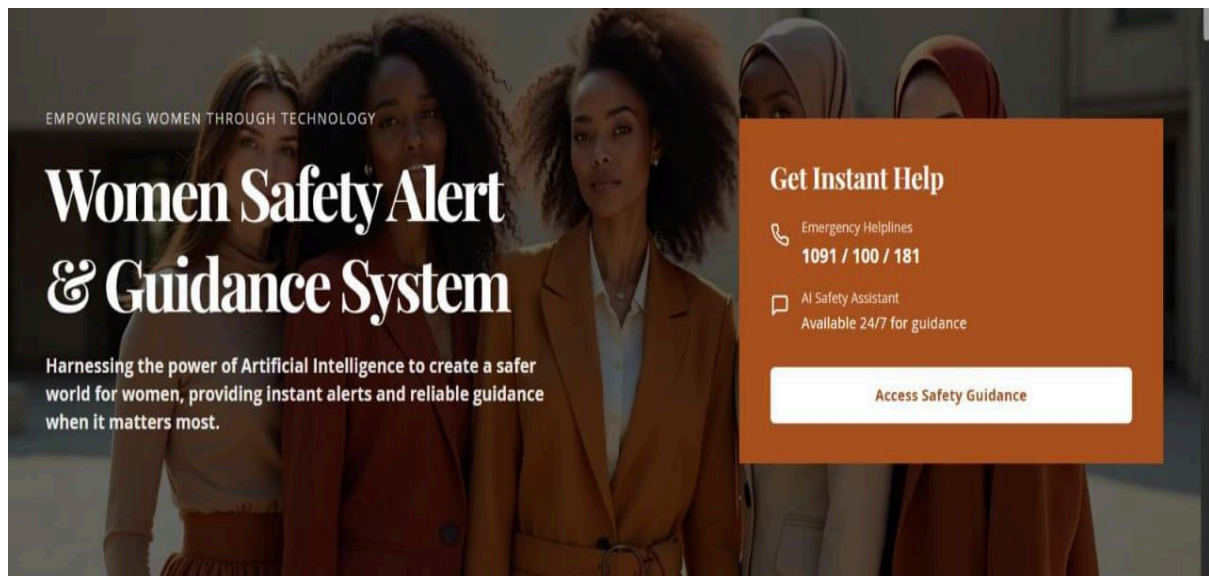 EMPOWERING WOMEN THROUGH TECHNOLOGY
Women Safety Alert
& Guidance System
Harnessing the power of Artificial Intelligence to create a safer
world for women, providing instant alerts and reliable guidance
when it matters most.
Get Instant Help
Emergency Helplines
1091 / 100 / 181
AI Safety Assistant
Available 24/7 for guidance
Access Safety Guidance